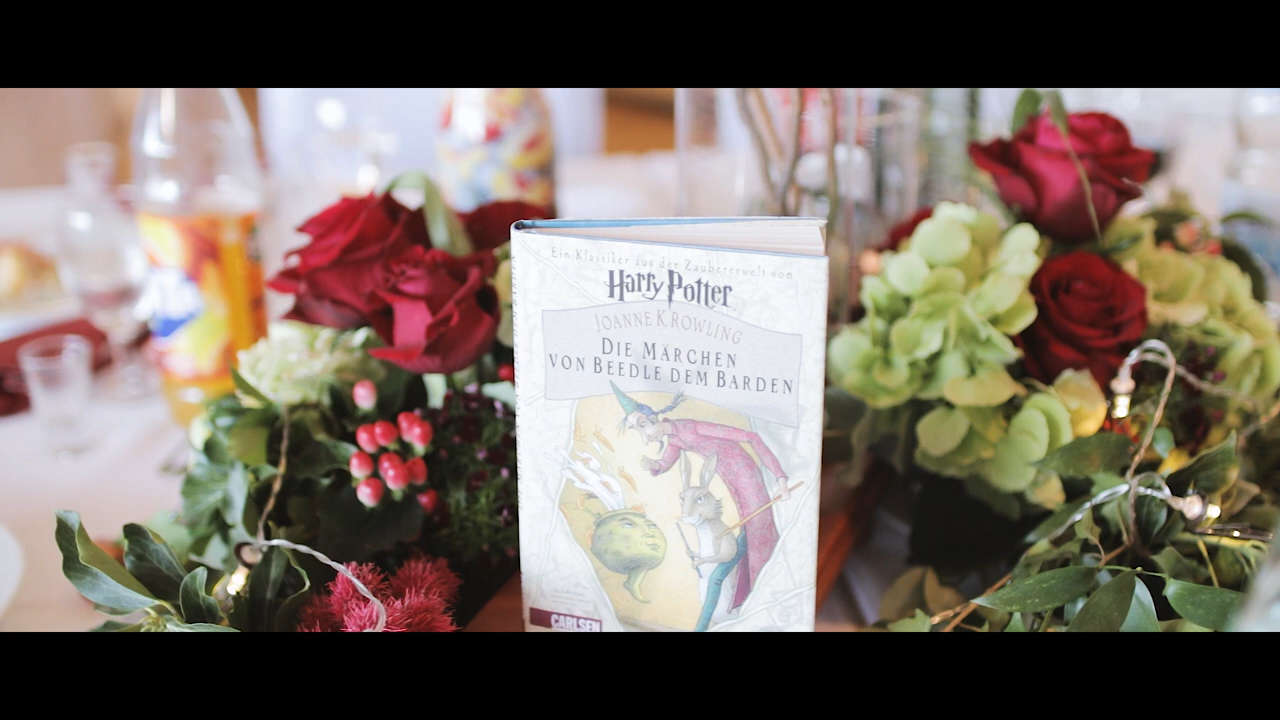 Ein Klassiker aus der Zaubererwelt von
Harry Potter
JOANNE K. ROWLING
DIE MÄRCHEN
VON BEEDLE DEM BARDEN
CARLSEN